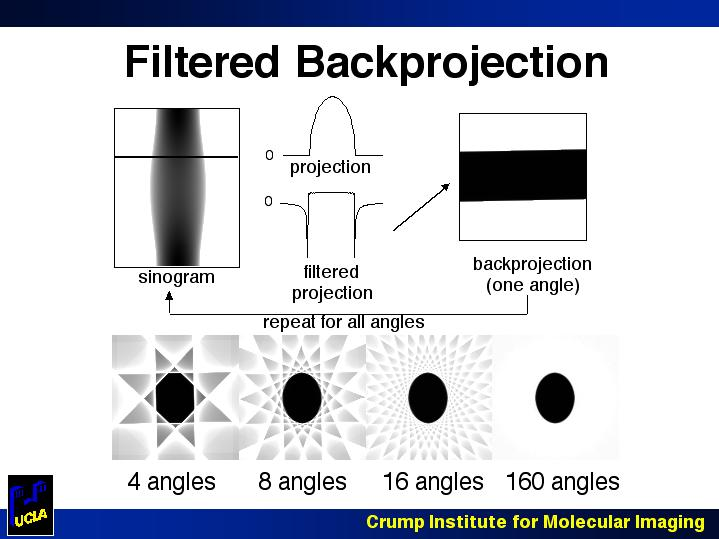 Filtered Backprojection
0
projection
0
sinogram
filtered
projection
backprojection
(one angle)
repeat for all angles
4 angles
8 angles
16 angles
160 angles
UCLA
Crump Institute for Molecular Imaging